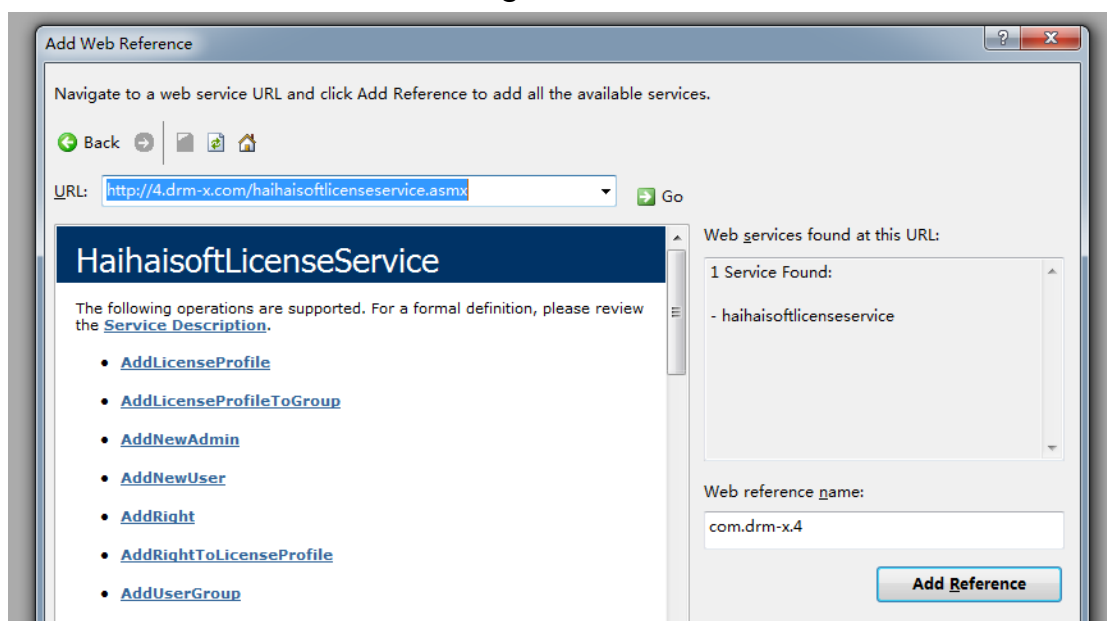 Add Web Reference
Navigate to a web service URL and click Add Reference to add all the available services.
Back
URL: http://4.drm-x.com/haihaisoftlicenseservice.asmx Go
HaihaisoftLicenseService
The following operations are supported. For a formal definition, please review
the Service Description.
• AddLicenseProfile
• AddLicenseProfileToGroup
• AddNewAdmin
• AddNewUser
• AddRight
• AddRightToLicenseProfile
• AddUserGroup
Web services found at this URL:
1 Service Found:
- haihaisoftlicenseservice
Web reference name:
com.drm-x.4
Add Reference